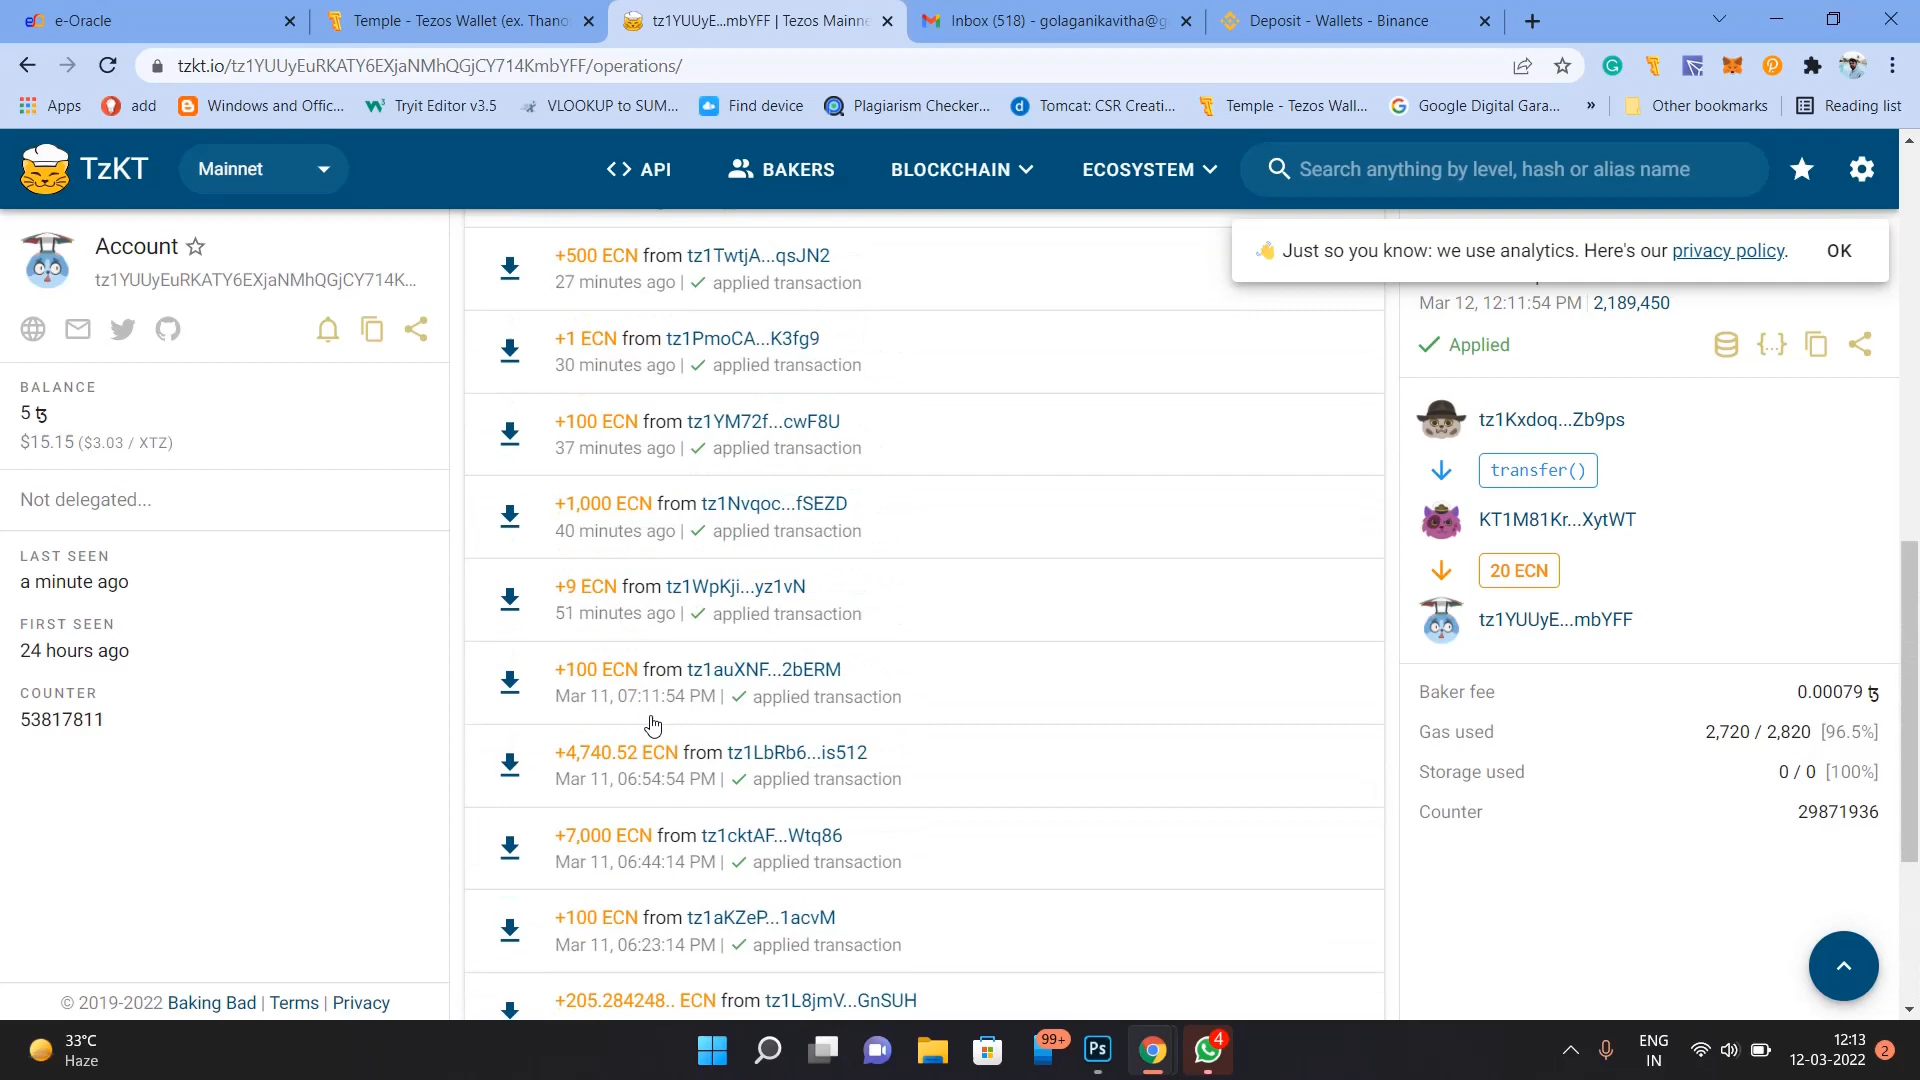 e-Oracle
Temple - Tezos Wallet (ex. Thano
tz1YUUyE...mbYFF | Tezos Mainne
Inbox (518) - golaganikavitha@g
Deposit - Wallets - Binance
tzkt.io/tz1YUUyEuRKATY6EXjaNMhQGjCY714KmbYFF/operations/
Apps
add
Windows and Offic...
Tryit Editor v3.5
VLOOKUP to SUM...
Find device
Plagiarism Checker...
Tomcat: CSR Creati...
Temple - Tezos Wall...
Google Digital Gara...
»
Other bookmarks
Reading list
TzKT
Mainnet
<> API
BAKERS
BLOCKCHAIN
ECOSYSTEM
Search anything by level, hash or alias name
Account
tz1YUUyEuRKATY6EXjaNMhQGjCY714K...
BALANCE
5 ꜩ
$15.15 ($3.03 / XTZ)
Not delegated...
LAST SEEN
a minute ago
FIRST SEEN
24 hours ago
COUNTER
53817811
© 2019-2022 Baking Bad | Terms | Privacy
+500 ECN from tz1TwtjA...qsJN2
27 minutes ago | ✓ applied transaction
+1 ECN from tz1PmoCA...K3fg9
30 minutes ago | ✓ applied transaction
+100 ECN from tz1YM72f...cwF8U
37 minutes ago | ✓ applied transaction
+1,000 ECN from tz1Nvqoc...fSEZD
40 minutes ago | ✓ applied transaction
+9 ECN from tz1WpKji...yz1vN
51 minutes ago | ✓ applied transaction
+100 ECN from tz1auXNF...2bERM
Mar 11, 07:11:54 PM | ✓ applied transaction
+4,740.52 ECN from tz1LbRb6...is512
Mar 11, 06:54:54 PM | ✓ applied transaction
+7,000 ECN from tz1cktAF...Wtq86
Mar 11, 06:44:14 PM | ✓ applied transaction
+100 ECN from tz1aKZeP...1acvM
Mar 11, 06:23:14 PM | ✓ applied transaction
+205.284248.. ECN from tz1L8jmV...GnSUH
👋 Just so you know: we use analytics. Here's our privacy policy.
OK
Mar 12, 12:11:54 PM | 2,189,450
✓ Applied
{...}
tz1Kxdoq...Zb9ps
transfer()
KT1M81Kr...XytWT
20 ECN
tz1YUUyE...mbYFF
Baker fee 0.00079 ꜩ
Gas used 2,720 / 2,820 [96.5%]
Storage used 0 / 0 [100%]
Counter 29871936
33°C
Haze
99+
Ps
4
ENG
IN
12:13
12-03-2022
2